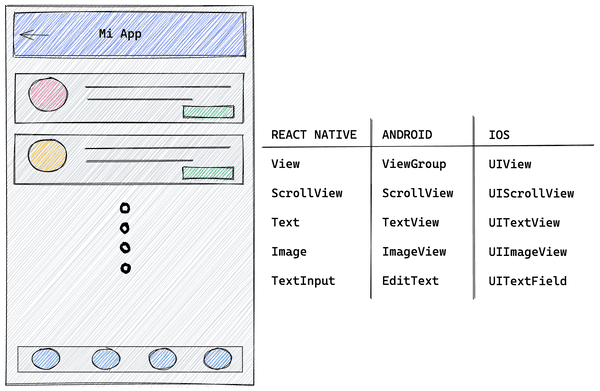 Mi App
REACT NATIVE ANDROID IOS
View ViewGroup UIView
ScrollView ScrollView UIScrollView
Text TextView UITextView
Image ImageView UIImageView
TextInput EditText UITextField